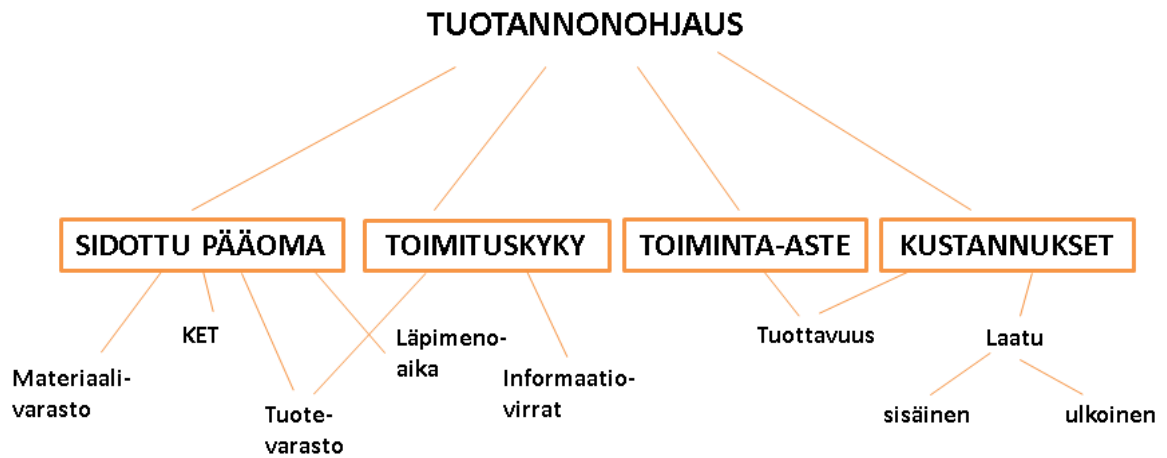 TUOTANNONOHJAUS
SIDOTTU PÄÄOMA
TOIMITUSKYKY
TOIMINTA-ASTE
KUSTANNUKSET
KET
Läpimeno-
aika
Tuottavuus
Laatu
Materiaali-
varasto
Informaatio-
virrat
Tuote-
varasto
sisäinen
ulkoinen